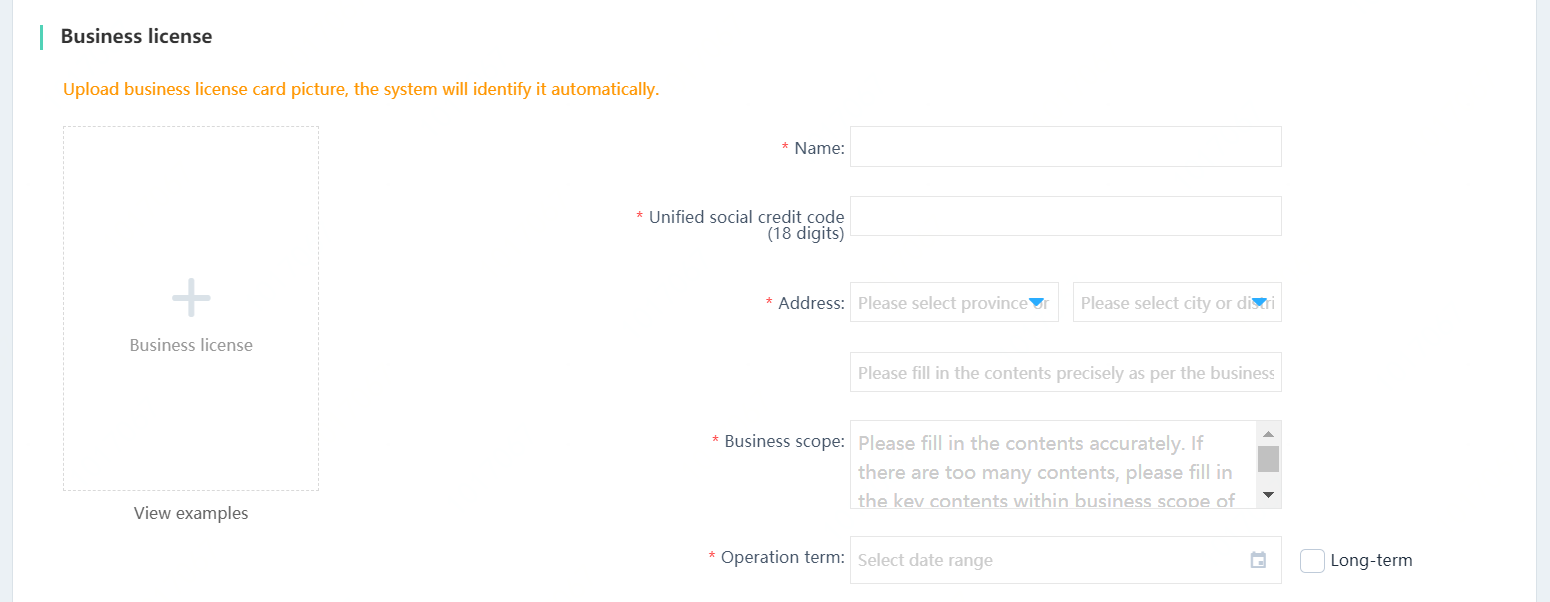 Business license
Upload business license card picture, the system will identify it automatically.
Business license
View examples
* Name:
* Unified social credit code
(18 digits)
* Address:
Please select province or
Please select city or distri
Please fill in the contents precisely as per the business
* Business scope:
Please fill in the contents accurately. If
there are too many contents, please fill in
the key contents within business scope of
* Operation term:
Select date range
Long-term